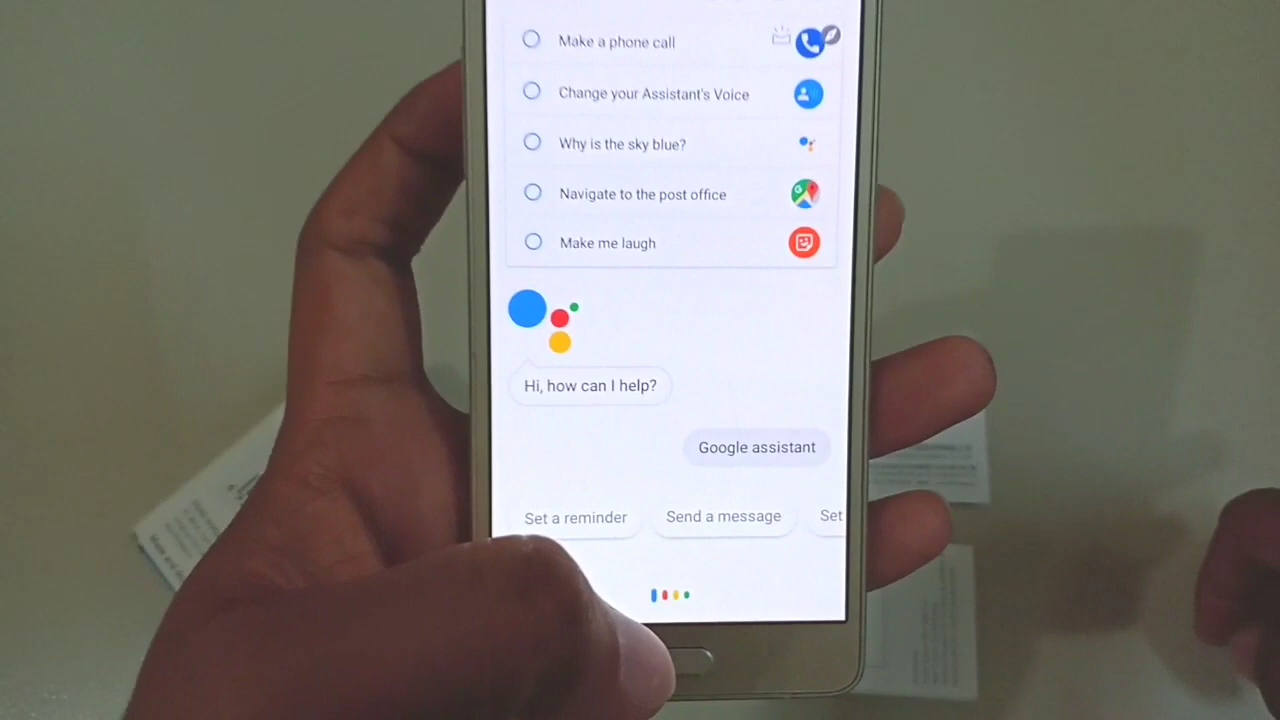 Make a phone call
Change your Assistant's Voice
Why is the sky blue?
Navigate to the post office
Make me laugh
Hi, how can I help?
Google assistant
Set a reminder
Send a message
Set